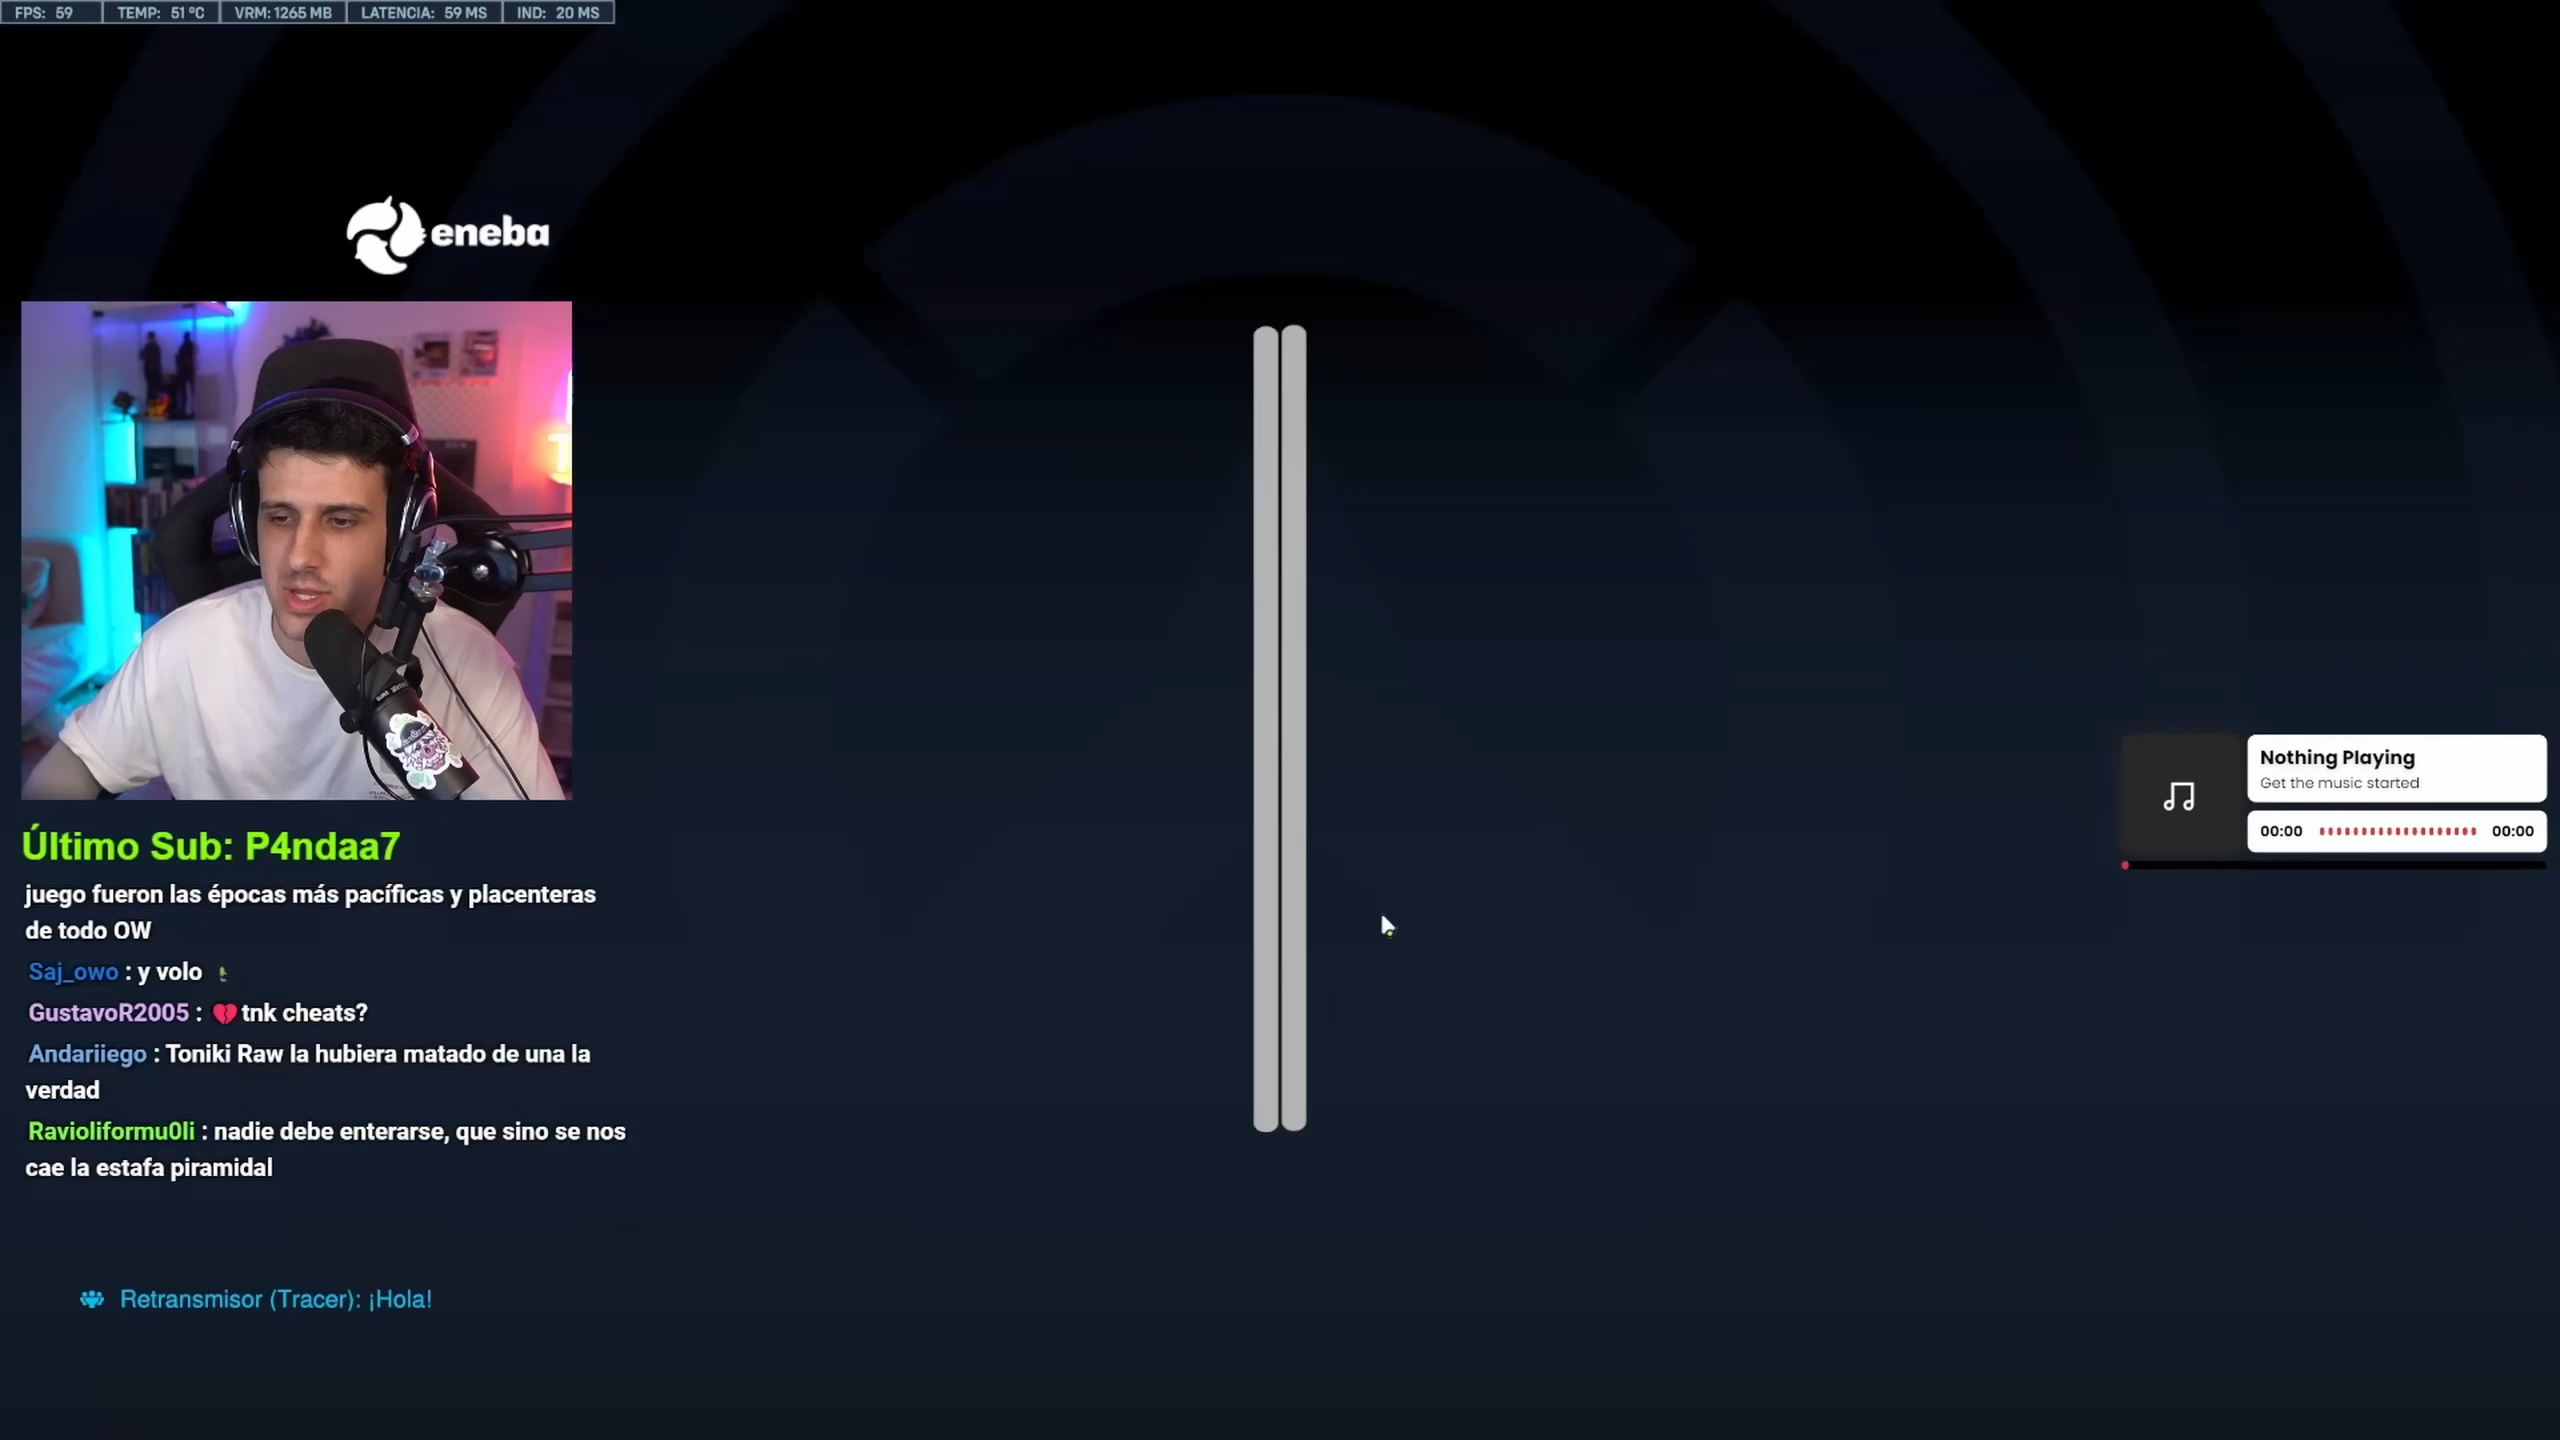 FPS: 59 TEMP: 51 ºC VRM: 1265 MB LATENCIA: 59 MS IND: 20 MS
eneba
Último Sub: P4ndaa7
juego fueron las épocas más pacíficas y placenteras
de todo OW
Saj_owo : y volo
GustavoR2005 : tnk cheats?
Andariiego : Toniki Raw la hubiera matado de una la
verdad
Ravioliformu0li : nadie debe enterarse, que sino se nos
cae la estafa piramidal
Retransmisor (Tracer): ¡Hola!
Nothing Playing
Get the music started
00:00 00:00